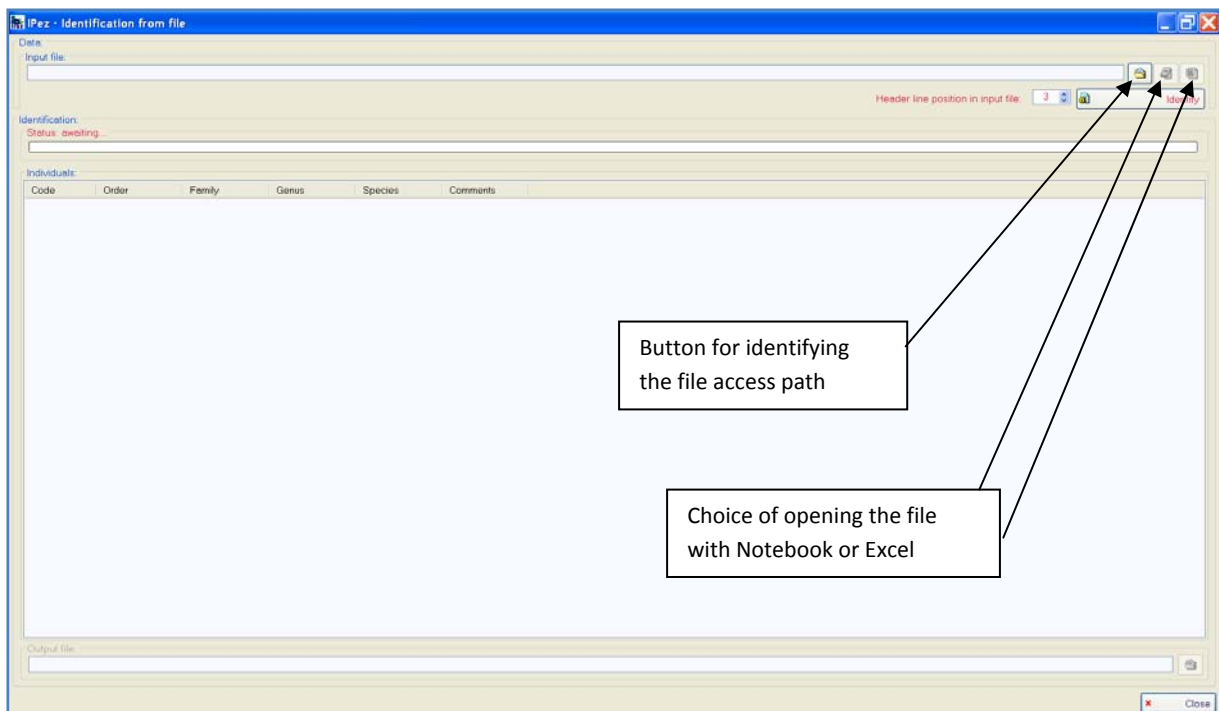 IPez - Identification from file
Data:
Input file:
Header line position in input file: 3 Identify
Identification:
Status: awaiting...
Individuals:
Code Order Family Genus Species Comments
Button for identifying
the file access path
Choice of opening the file
with Notebook or Excel
Output file:
Close